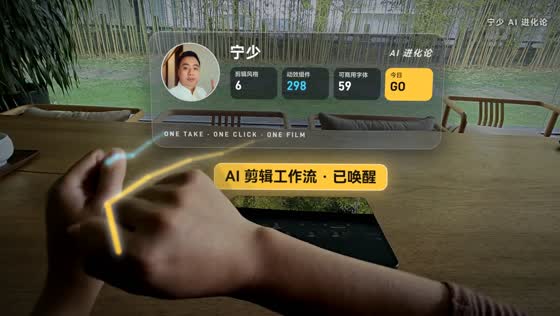 宁少 AI 进化论
宁少
AI 进化论
剪辑风格
6
动效组件
298
可商用字体
59
今日
GO
ONE TAKE · ONE CLICK · ONE FILM
AI 剪辑工作流 · 已唤醒